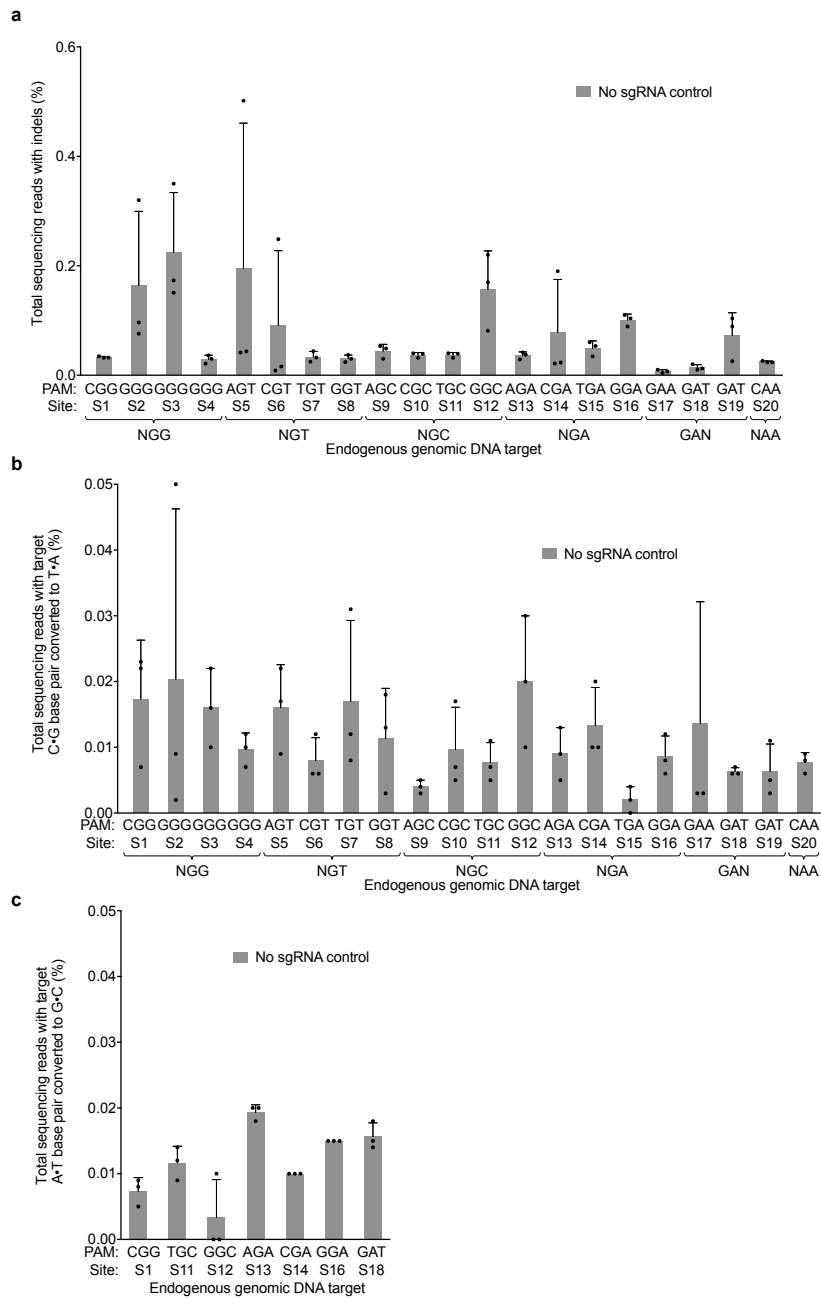 a
0.6
0.4
0.2
0.0
Total sequencing reads with indels (%)
No sgRNA control
PAM: CGG GGG GGG GGG AGT CGT TGT GGT AGC CGC TGC GGC AGA CGA TGA GGA GAA GAT GAT CAA
Site: S1 S2 S3 S4 S5 S6 S7 S8 S9 S10 S11 S12 S13 S14 S15 S16 S17 S18 S19 S20
NGG NGT NGC NGA GAN NAA
Endogenous genomic DNA target
b
0.05
0.04
0.03
0.02
0.01
0.00
Total sequencing reads with target
C•G base pair converted to T•A (%)
No sgRNA control
PAM: CGG GGG GGG GGG AGT CGT TGT GGT AGC CGC TGC GGC AGA CGA TGA GGA GAA GAT GAT CAA
Site: S1 S2 S3 S4 S5 S6 S7 S8 S9 S10 S11 S12 S13 S14 S15 S16 S17 S18 S19 S20
NGG NGT NGC NGA GAN NAA
Endogenous genomic DNA target
c
0.05
0.04
0.03
0.02
0.01
0.00
Total sequencing reads with target
A•T base pair converted to G•C (%)
No sgRNA control
PAM: CGG TGC GGC AGA CGA GGA GAT
Site: S1 S11 S12 S13 S14 S16 S18
Endogenous genomic DNA target